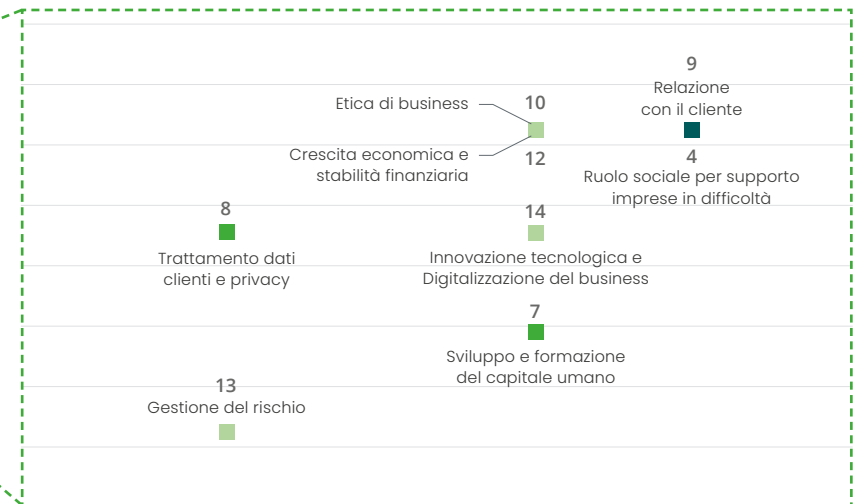 9
Relazione
con il cliente
Etica di business
10
Crescita economica e
stabilità finanziaria
12
4
Ruolo sociale per supporto
imprese in difficoltà
8
Trattamento dati
clienti e privacy
14
Innovazione tecnologica e
Digitalizzazione del business
7
Sviluppo e formazione
del capitale umano
13
Gestione del rischio